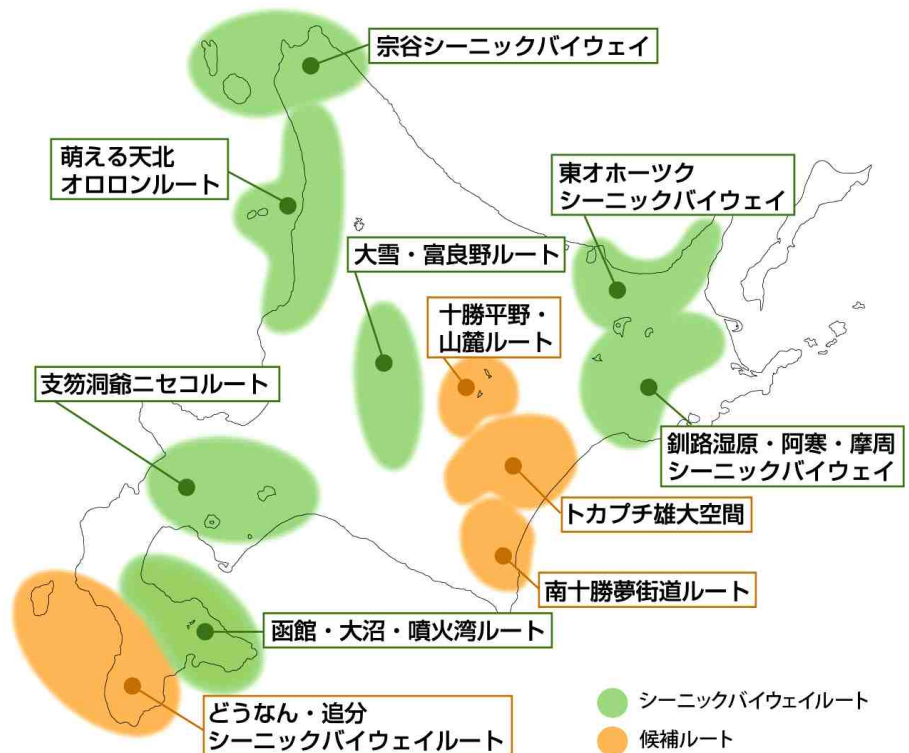 宗谷シーニックバイウェイ
萌える天北
オロロンルート
東オホーツク
シーニックバイウェイ
大雪・富良野ルート
十勝平野・
山麓ルート
支笏洞爺ニセコルート
釧路湿原・阿寒・摩周
シーニックバイウェイ
トカプチ雄大空間
南十勝夢街道ルート
函館・大沼・噴火湾ルート
どうなん・追分
シーニックバイウェイルート
シーニックバイウェイルート
候補ルート